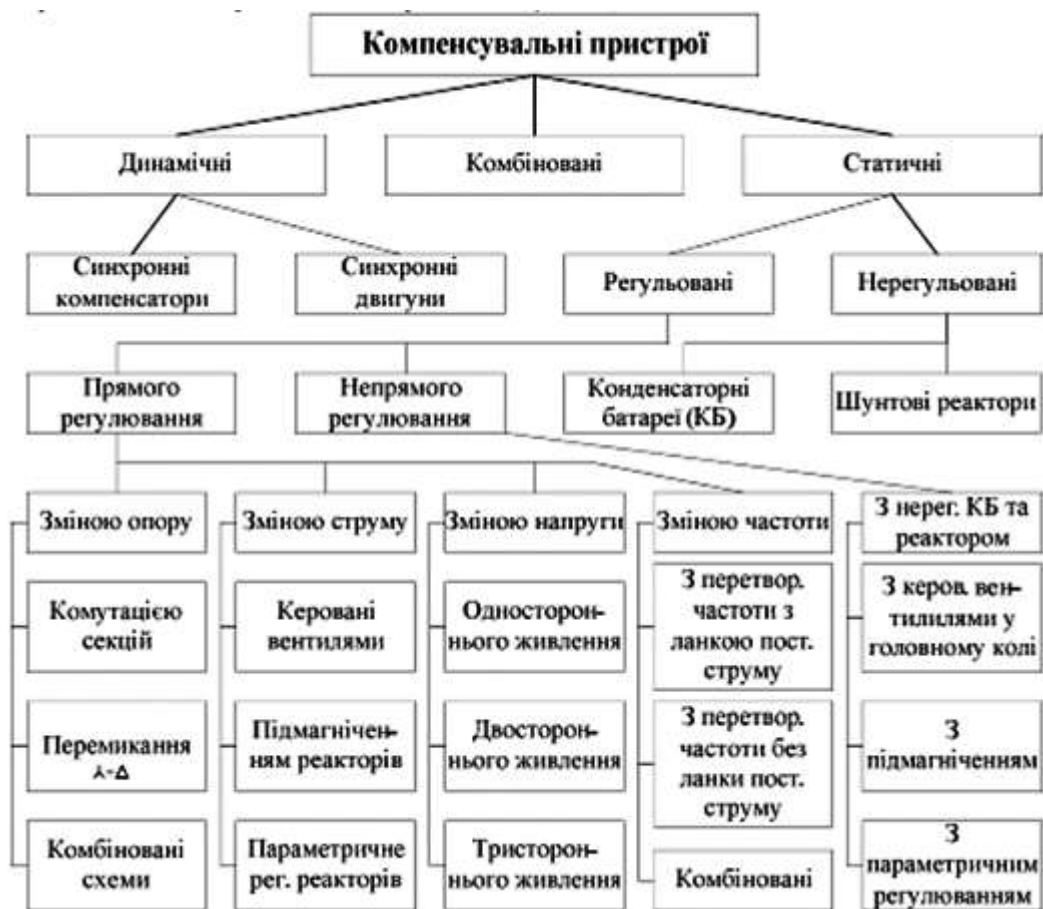 Компенсувальні пристрої
Динамічні
Комбіновані
Статичні
Синхронні
компенсатори
Синхронні
двигуни
Регульовані
Нерегульовані
Прямого
регулювання
Непрямого
регулювання
Конденсаторні
батареї (КБ)
Шунтові реактори
Зміною опору
Зміною струму
Зміною напруги
Зміною частоти
З нерег. КБ та
реактором
Комутацією
секцій
Керовані
вентилями
Односторон-
нього живлення
З перетвор.
частоти з
ланкою пост.
струму
З керов. вен-
тилилями у
головному колі
Перемикання
⅄-Δ
Підмагнічен-
ням реакторів
Двосторон-
нього живлення
З перетвор.
частоти без
ланки пост.
струму
З
підмагніченням
Комбіновані
схеми
Параметричне
рег. реакторів
Тристорон-
нього живлення
Комбіновані
З
параметричним
регулюванням